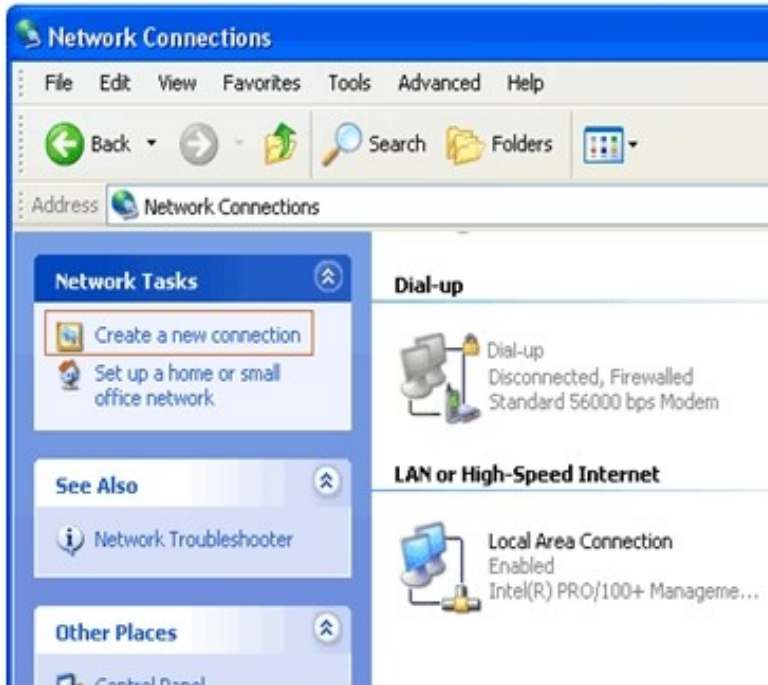 Network Connections
File Edit View Favorites Tools Advanced Help
Back Search Folders
Address Network Connections
Network Tasks
Create a new connection
Set up a home or small
office network
See Also
Network Troubleshooter
Other Places
Control Panel
Dial-up
Dial-up
Disconnected, Firewalled
Standard 56000 bps Modem
LAN or High-Speed Internet
Local Area Connection
Enabled
Intel(R) PRO/100+ Manageme...